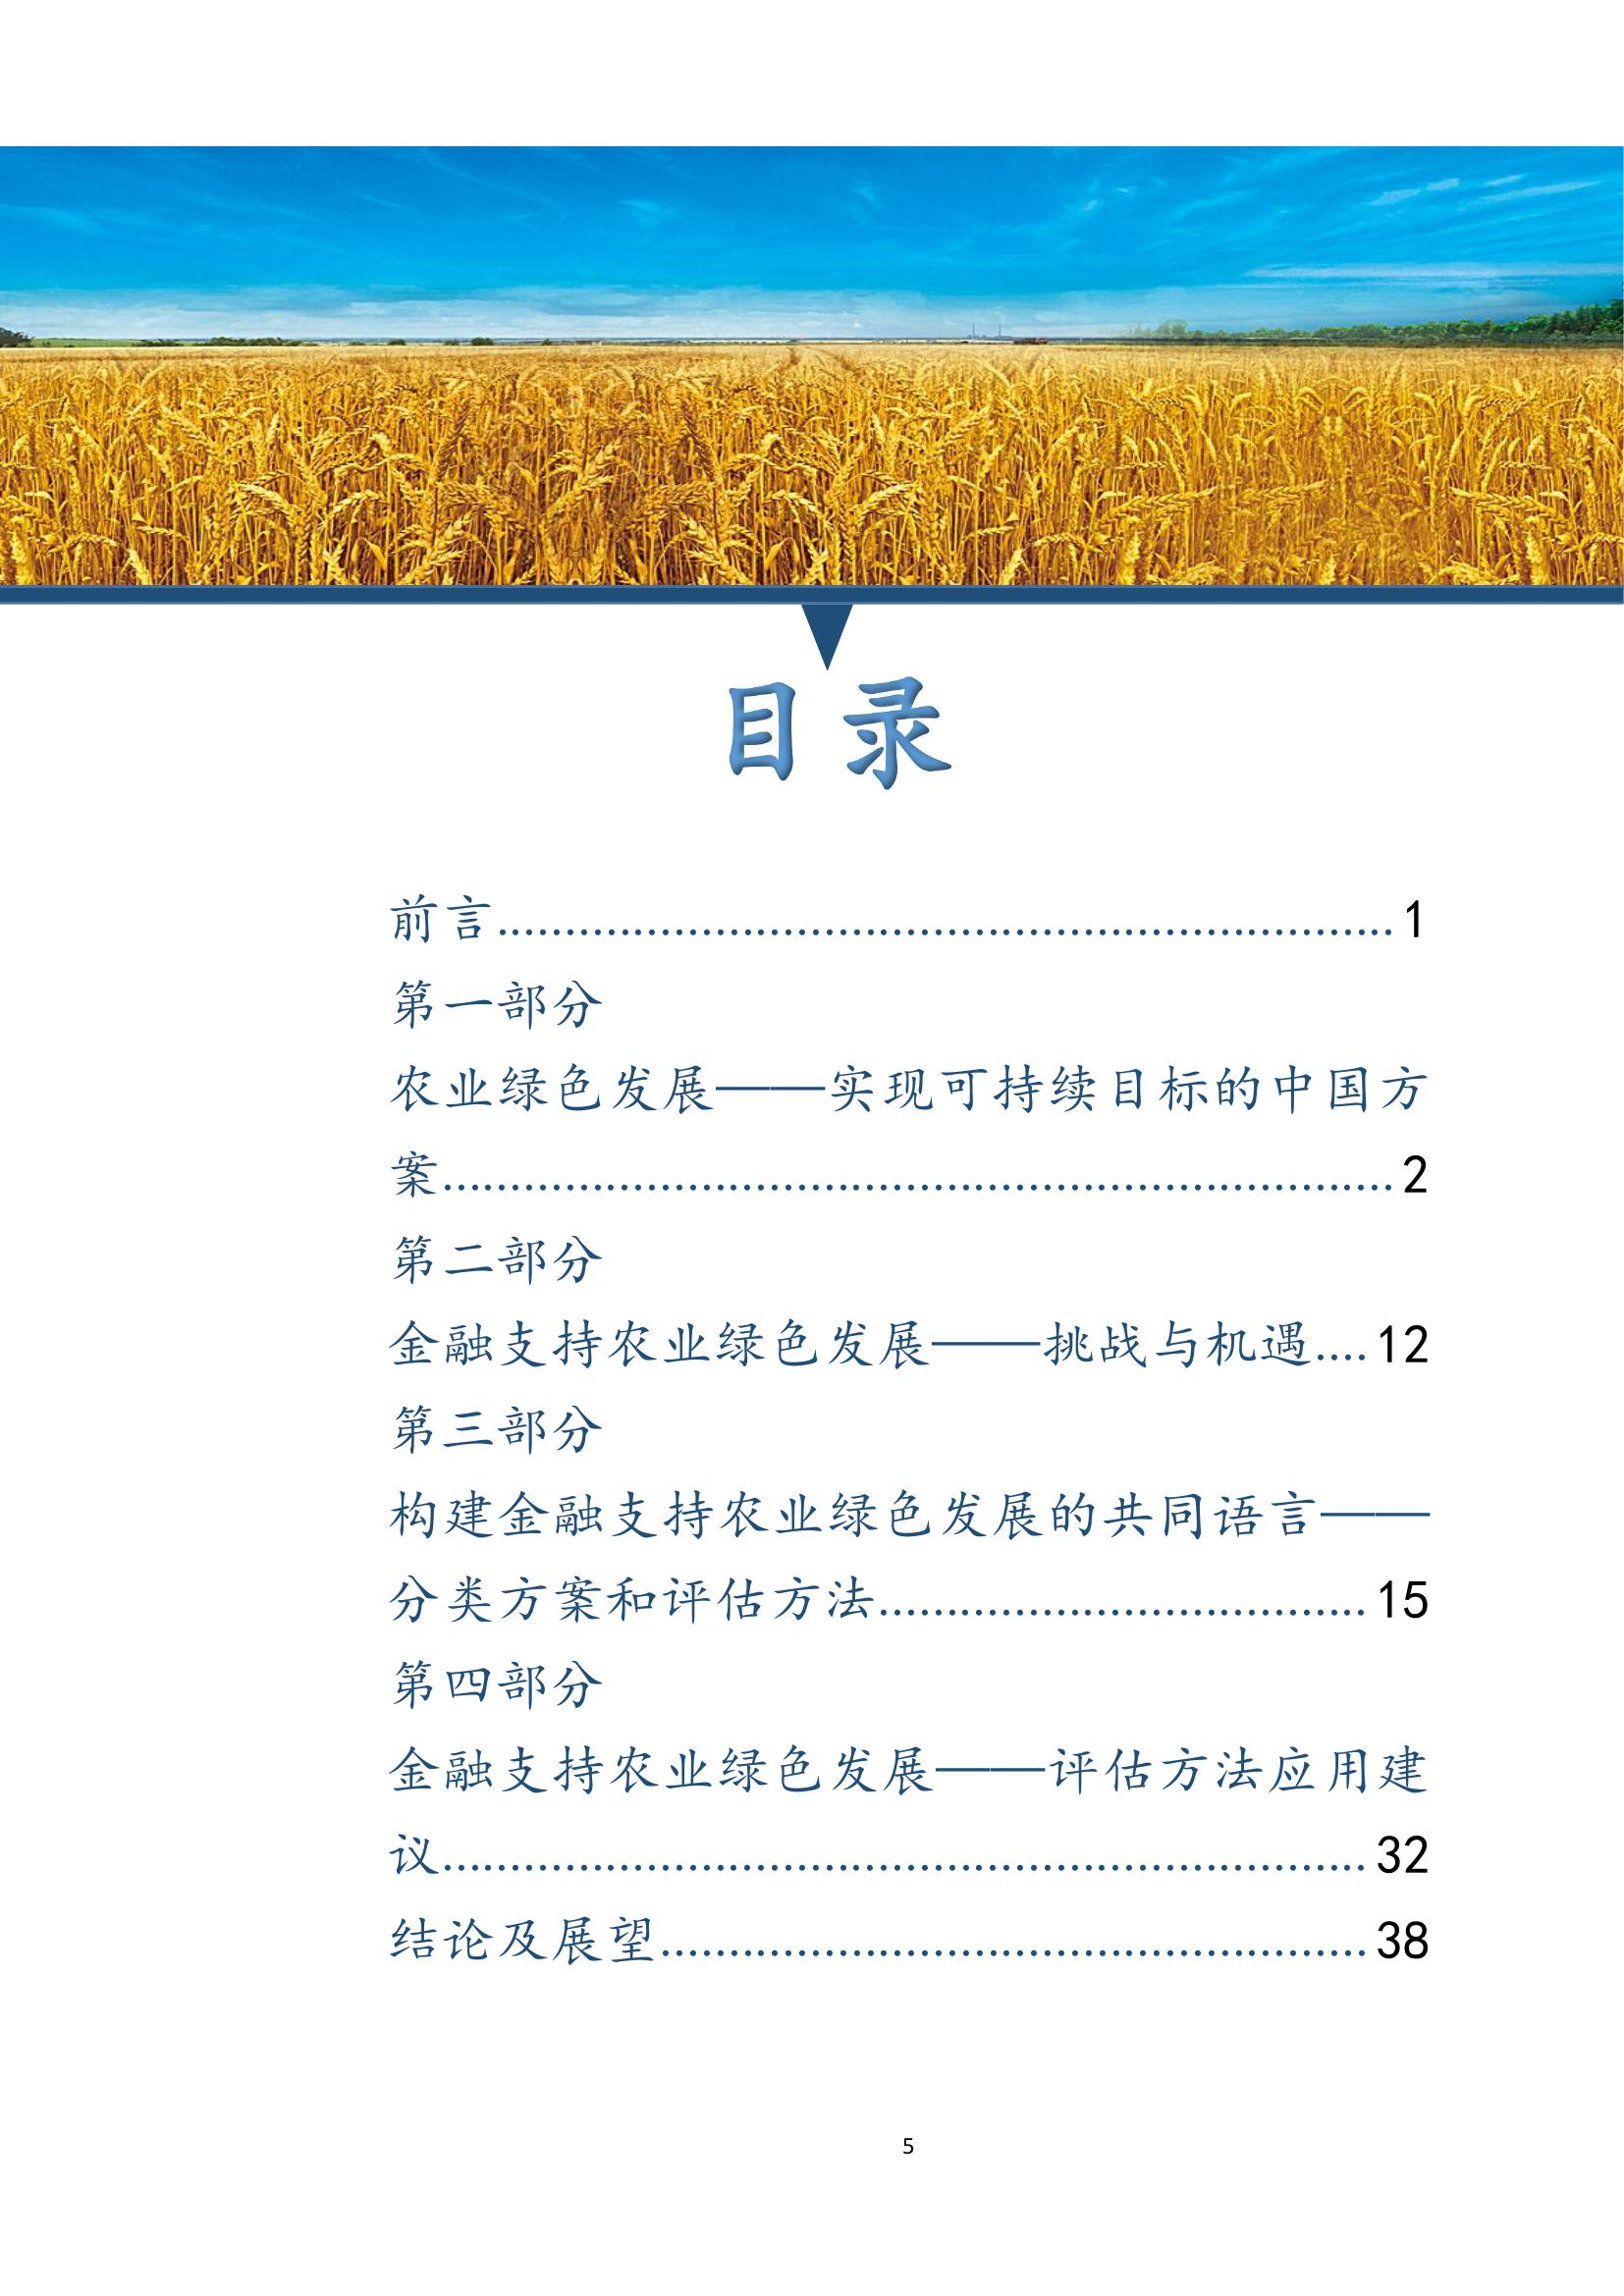 目录
前言................................................................. 1
第一部分
农业绿色发展——实现可持续目标的中国方
案..................................................................... 2
第二部分
金融支持农业绿色发展——挑战与机遇.... 12
第三部分
构建金融支持农业绿色发展的共同语言——
分类方案和评估方法.................................... 15
第四部分
金融支持农业绿色发展——评估方法应用建
议................................................................... 32
结论及展望................................................... 38
5